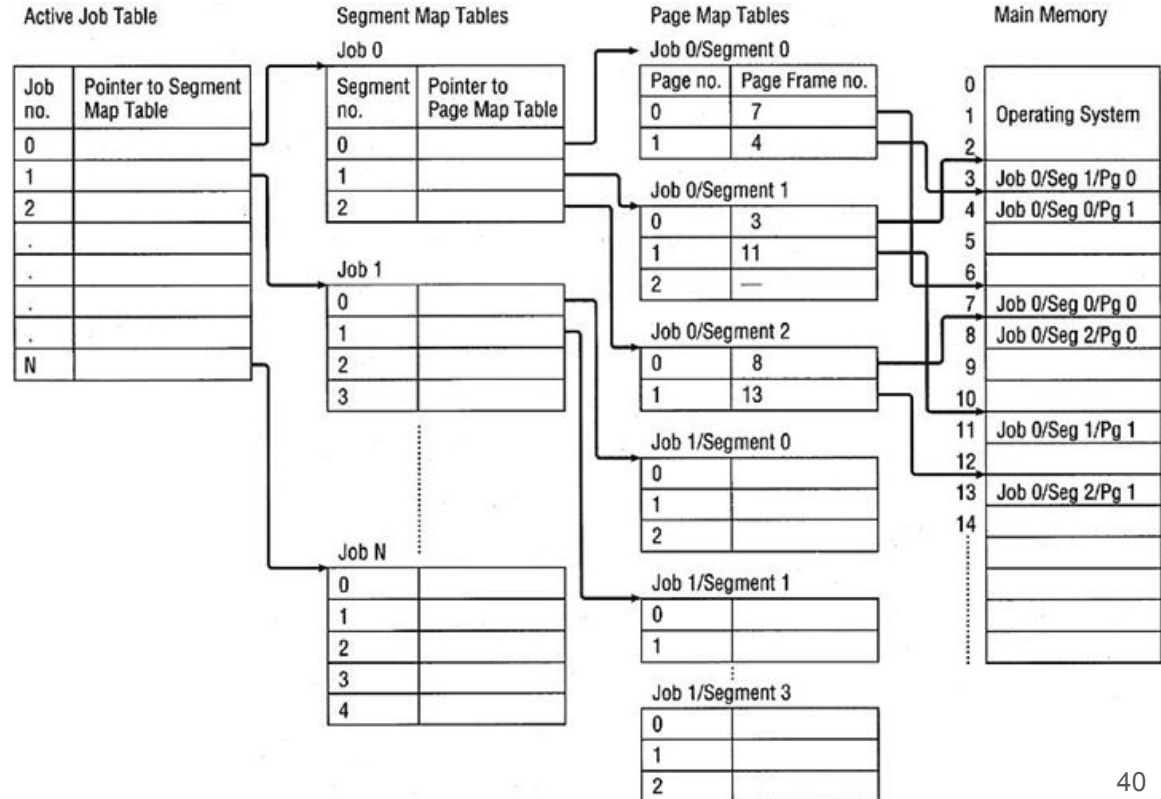 Active Job Table
Job no. Pointer to Segment Map Table
0
1
2
.
.
.
.
N
Segment Map Tables
Job 0
Segment no. Pointer to Page Map Table
0
1
2
Job 1
0
1
2
3
Job N
0
1
2
3
4
Page Map Tables
Job 0/Segment 0
Page no. Page Frame no.
0 7
1 4
Job 0/Segment 1
0 3
1 11
2 —
Job 0/Segment 2
0 8
1 13
Job 1/Segment 0
0
1
2
Job 1/Segment 1
0
1
Job 1/Segment 3
0
1
2
Main Memory
0
1 Operating System
2
3 Job 0/Seg 1/Pg 0
4 Job 0/Seg 0/Pg 1
5
6
7 Job 0/Seg 0/Pg 0
8 Job 0/Seg 2/Pg 0
9
10
11 Job 0/Seg 1/Pg 1
12
13 Job 0/Seg 2/Pg 1
14
40